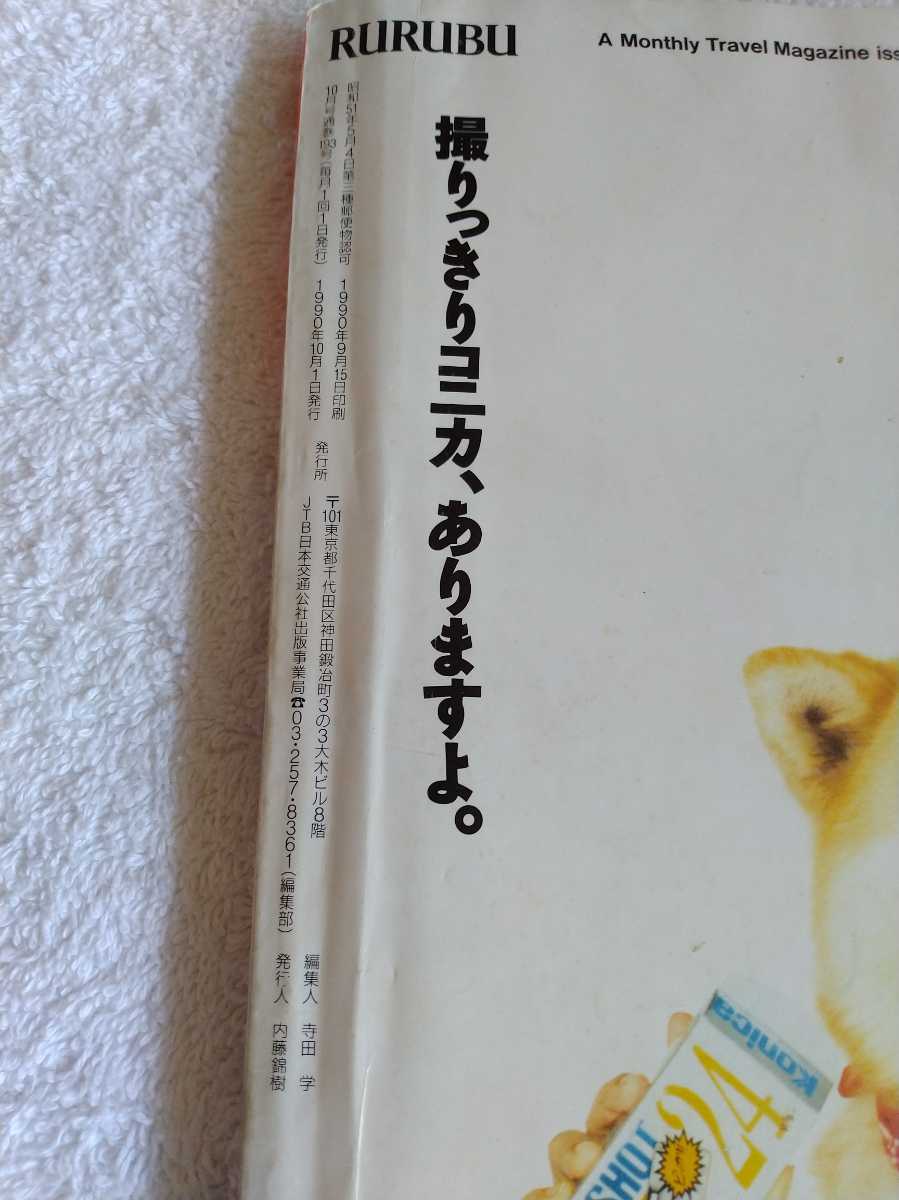 RURUBU
A Monthly Travel Magazine iss
昭和51年5月4日第三種郵便物認可 1990年9月15日印刷
10月号通巻193号(毎月1回1日発行) 1990年10月1日発行 発行所
〒101東京都千代田区神田鍛冶町3の3大木ビル8階
JTB日本交通公社出版事業局☎03・257・8361(編集部)
編集人 寺田 学
発行人 内藤錦樹
撮りっきりコニカ、ありますよ。
Konica
SHOT
24